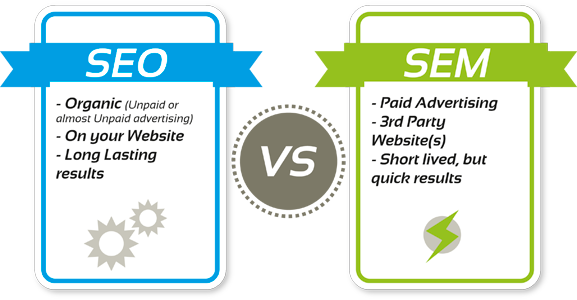 SEO
- Organic (Unpaid or
almost Unpaid advertising)
- On your Website
- Long Lasting
results
VS
SEM
- Paid Advertising
- 3rd Party
Website(s)
- Short lived, but
quick results